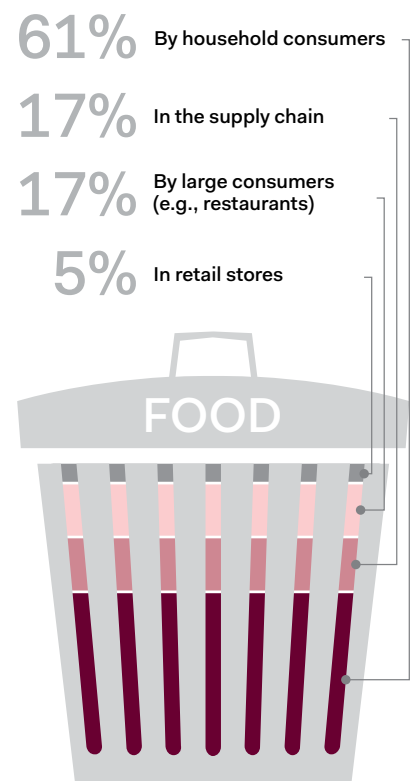 61% By household consumers
17% In the supply chain
17% By large consumers
(e.g., restaurants)
5% In retail stores
FOOD